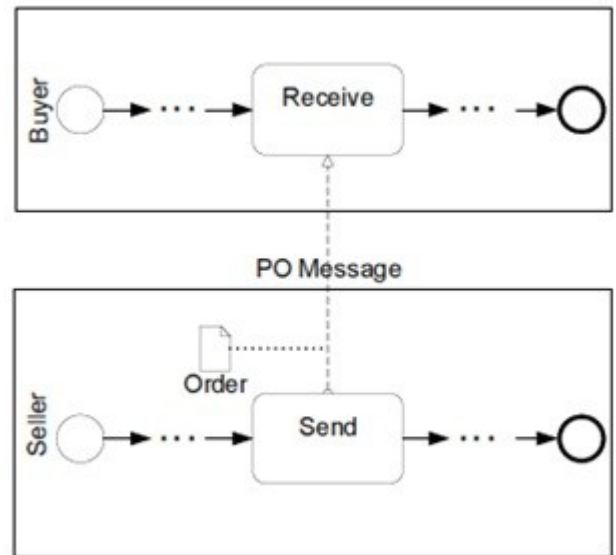 Buyer
Receive
PO Message
Order
Seller
Send